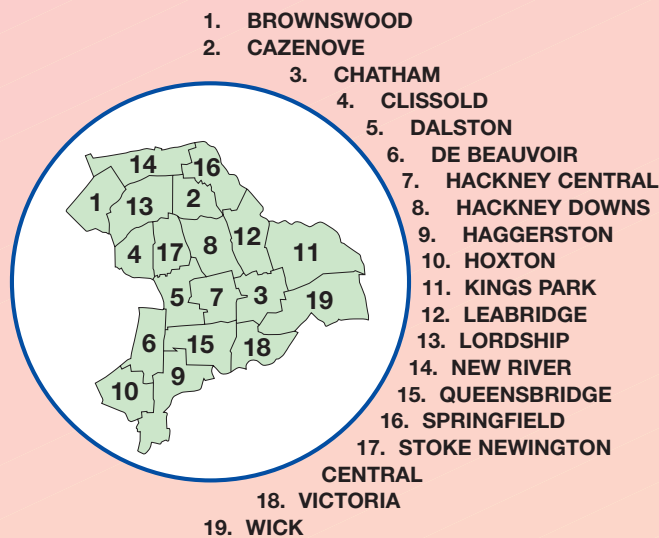 1. BROWNSWOOD
2. CAZENOVE
3. CHATHAM
4. CLISSOLD
5. DALSTON
6. DE BEAUVOIR
7. HACKNEY CENTRAL
8. HACKNEY DOWNS
9. HAGGERSTON
10. HOXTON
11. KINGS PARK
12. LEABRIDGE
13. LORDSHIP
14. NEW RIVER
15. QUEENSBRIDGE
16. SPRINGFIELD
17. STOKE NEWINGTON
CENTRAL
18. VICTORIA
19. WICK
14
16
1
13
2
4
17
8
12
11
5
7
3
19
6
15
18
10
9